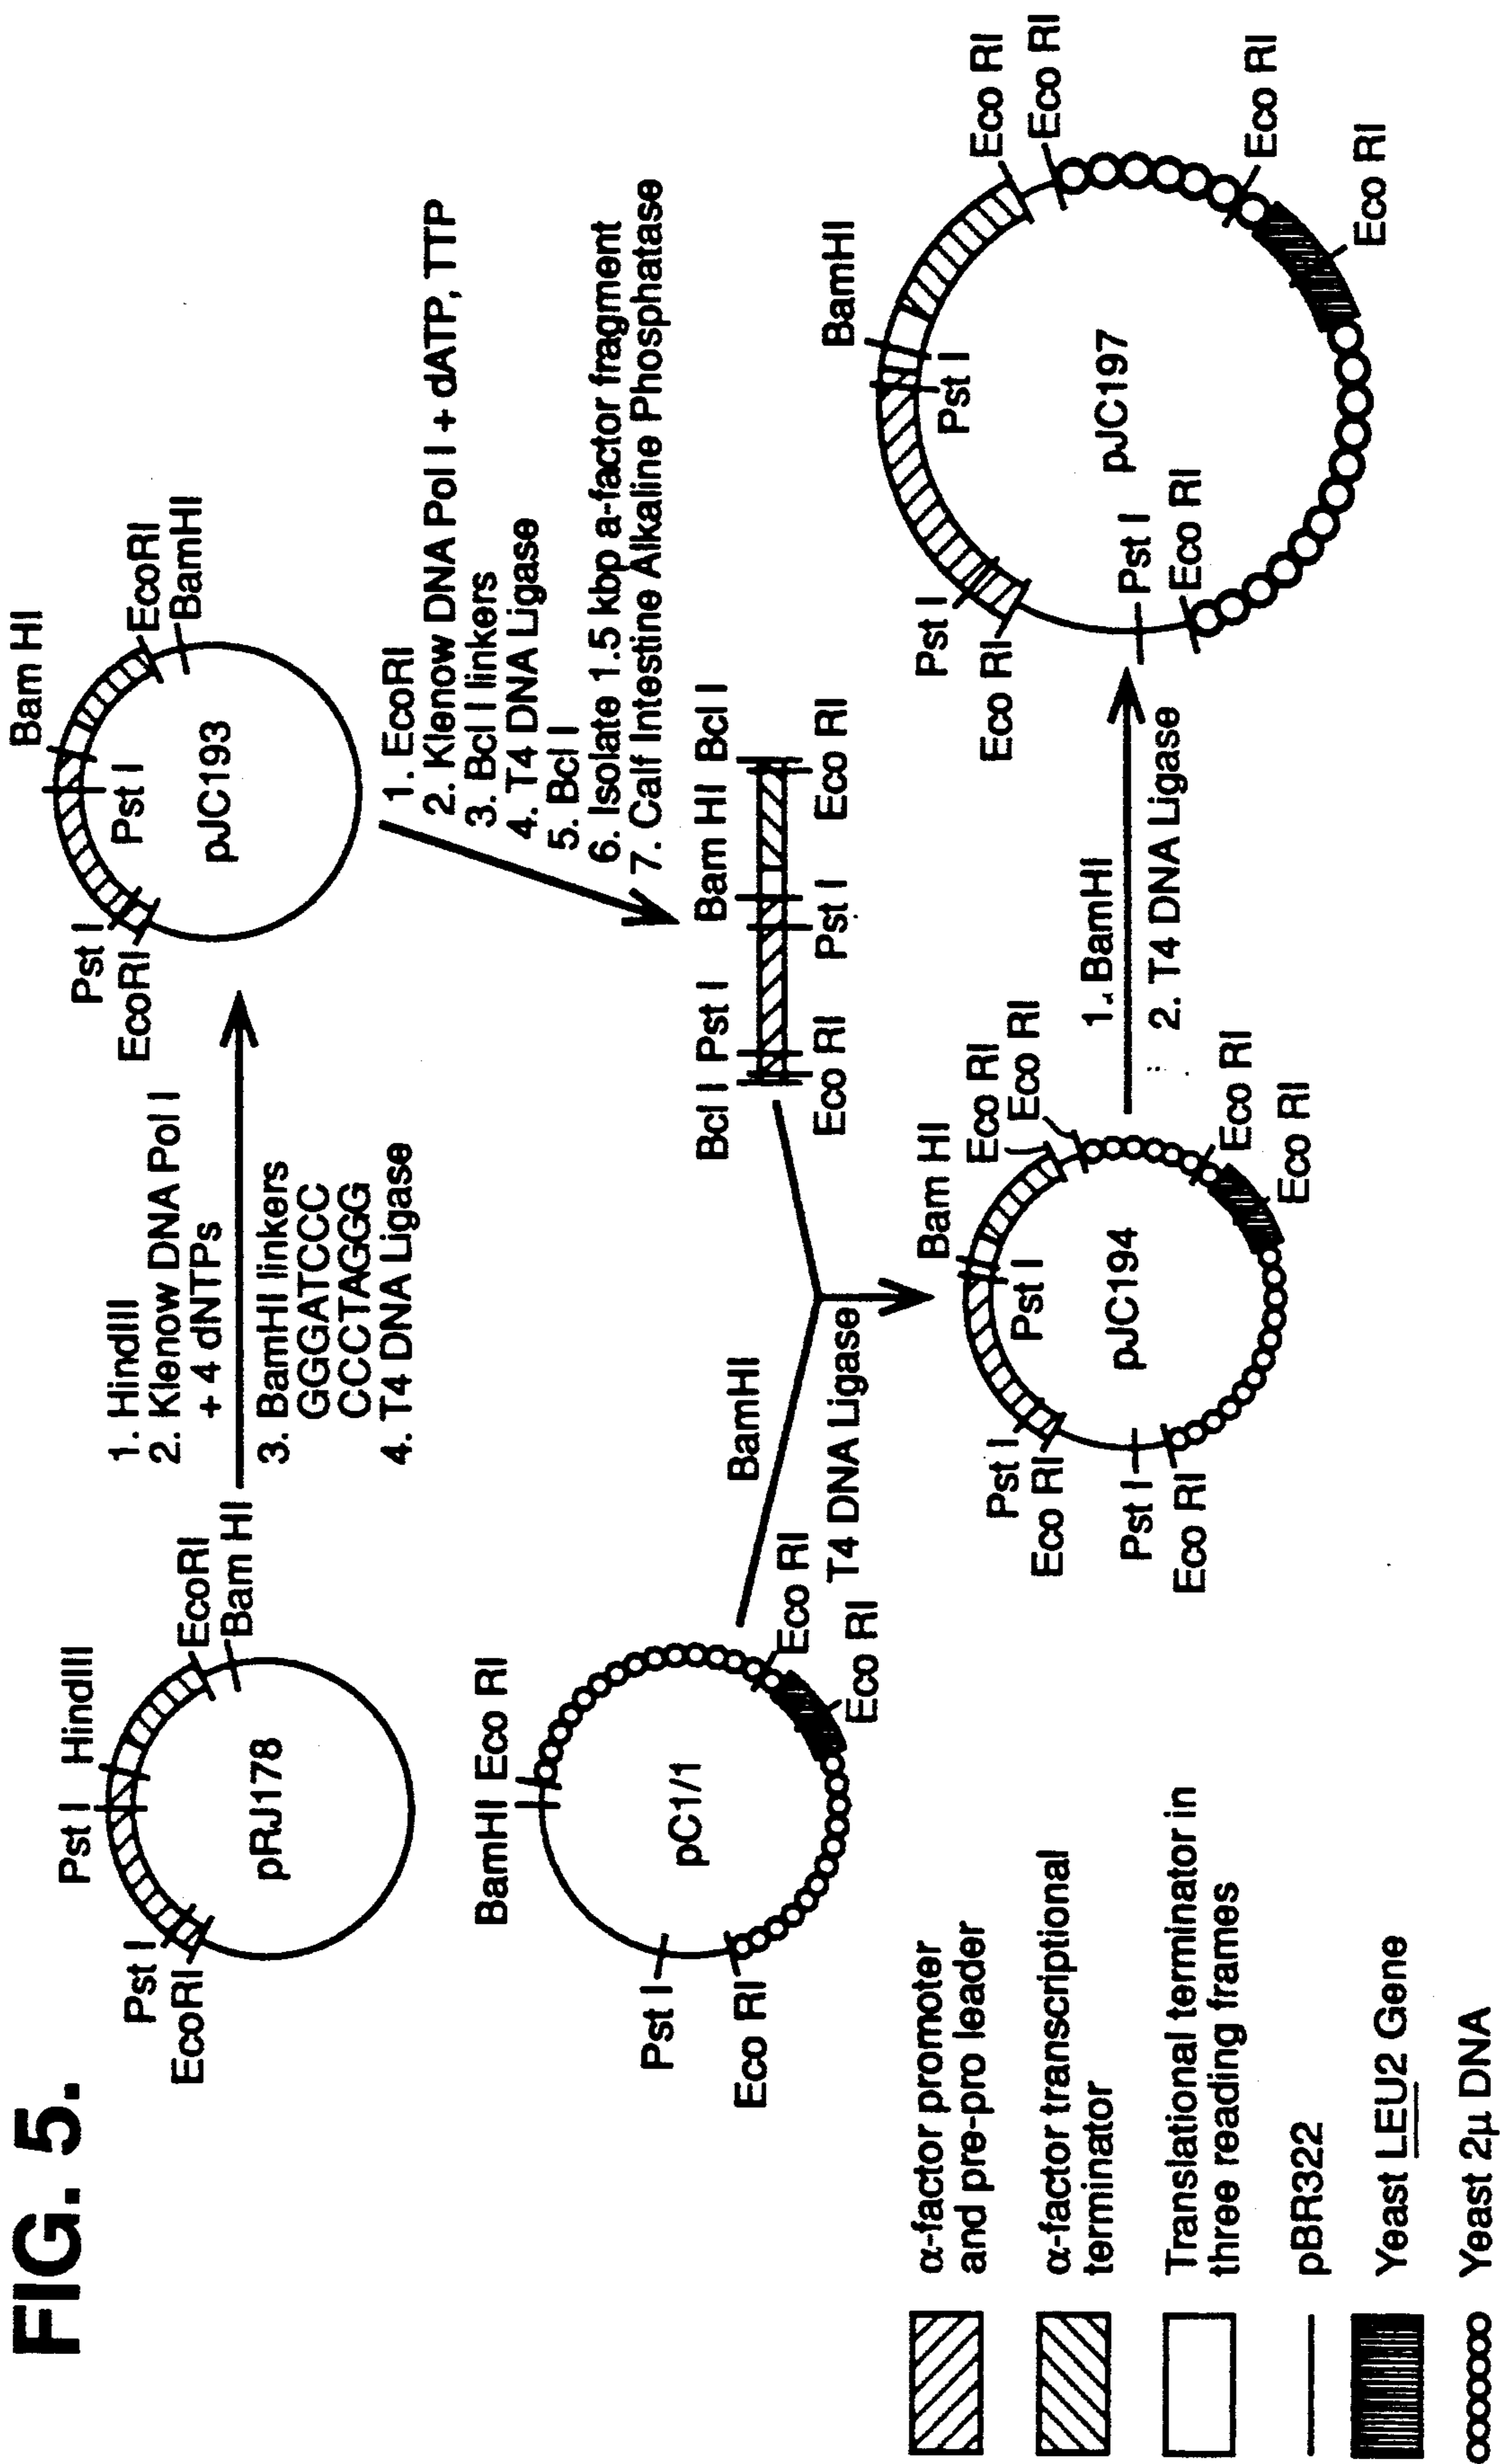 FIG. 5.
Pst I
HindIII
Pst I
EcoRI
EcoRI
Bam HI
pRJ178
1. HindIII
2. Klenow DNA Pol I
+ 4 dNTPs
3. BamHI linkers
GGGATCCC
CCCTAGGG
4. T4 DNA Ligase
Bam HI
Pst I
EcoRI
Pst I
EcoRI
BamHI
pJC193
1. EcoRI
2. Klenow DNA Pol I + dATP, TTP
3. Bcl I linkers
4. T4 DNA Ligase
5. Bcl I
6. Isolate 1.5 kbp a-factor fragment
7. Calf Intestine Alkaline Phosphatase
BamHI Eco RI
Pst I
Eco RI
Eco RI
Eco RI
pC1/1
BamHI
T4 DNA Ligase
Bcl I Pst I
Bam HI Bcl I
Eco RI
Pst I
Eco RI
Bam HI
Eco RI
Eco RI
Pst I
Pst I
Eco RI
Pst I
Eco RI
Eco RI
Eco RI
pJC194
1. BamHI
2. T4 DNA Ligase
BamHI
Eco RI
Eco RI
Pst I
Pst I
Eco RI
Pst I
Eco RI
Eco RI
Eco RI
pJC197
α-factor promoter
and pre-pro leader
α-factor transcriptional
terminator
Translational terminator in
three reading frames
pBR322
Yeast LEU2 Gene
Yeast 2μ DNA